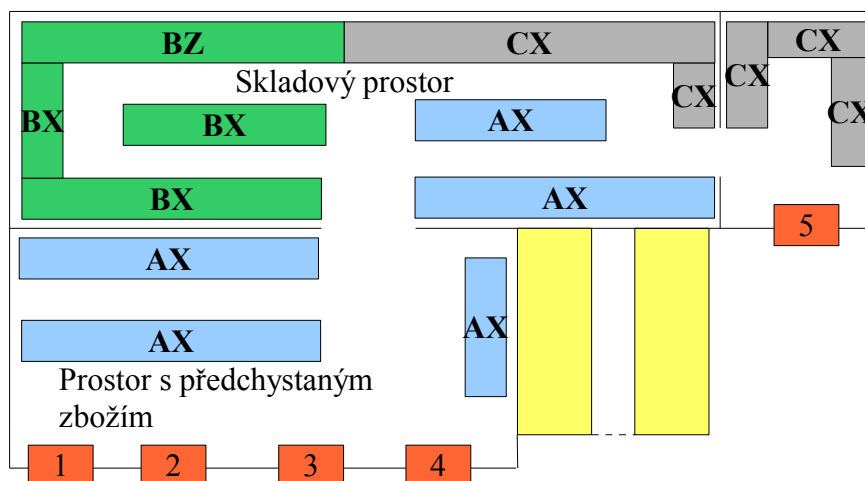 BZ
CX
CX
Skladový prostor
BX
BX
AX
CX
CX
CX
BX
AX
5
AX
AX
AX
Prostor s předchystaným
zbožím
1
2
3
4